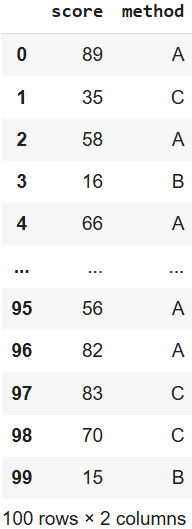 score method
0 89 A
1 35 C
2 58 A
3 16 B
4 66 A
... ... ...
95 56 A
96 82 A
97 83 C
98 70 C
99 15 B
100 rows × 2 columns